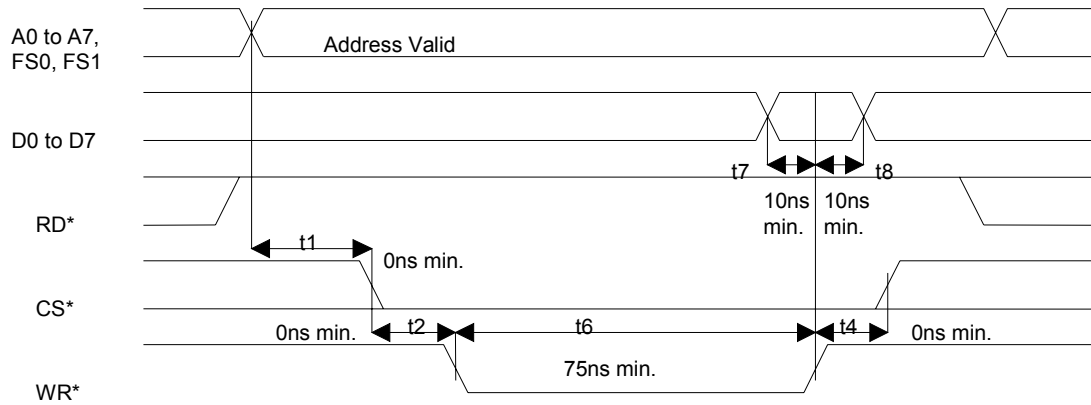 A0 to A7,
FS0, FS1
Address Valid
D0 to D7
t7
t8
10ns
min.
10ns
min.
RD*
t1
0ns min.
CS*
0ns min.
t2
t6
t4
0ns min.
75ns min.
WR*